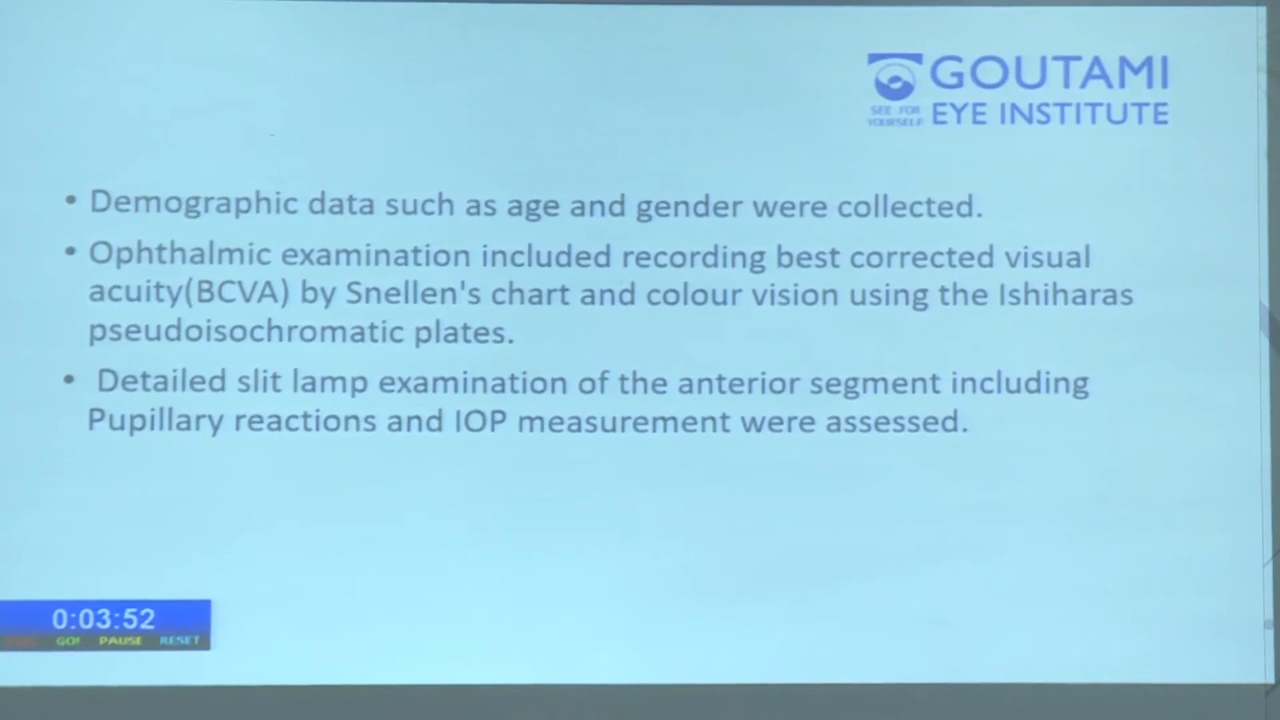 GOUTAMI
SEE FOR
YOURSELF
EYE INSTITUTE
• Demographic data such as age and gender were collected.
• Ophthalmic examination included recording best corrected visual
acuity(BCVA) by Snellen's chart and colour vision using the Ishiharas
pseudoisochromatic plates.
• Detailed slit lamp examination of the anterior segment including
Pupillary reactions and IOP measurement were assessed.
0:03:52
GO! PAUSE RESET